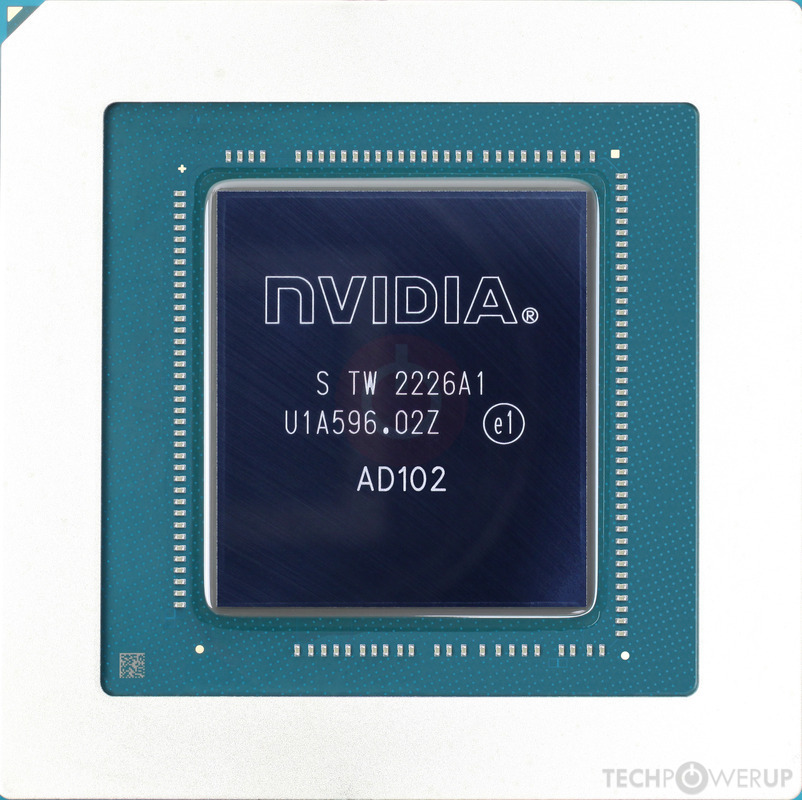 NVIDIA®
S TW 2226A1
U1A596.02Z e1
AD102
TECHPOWERUP